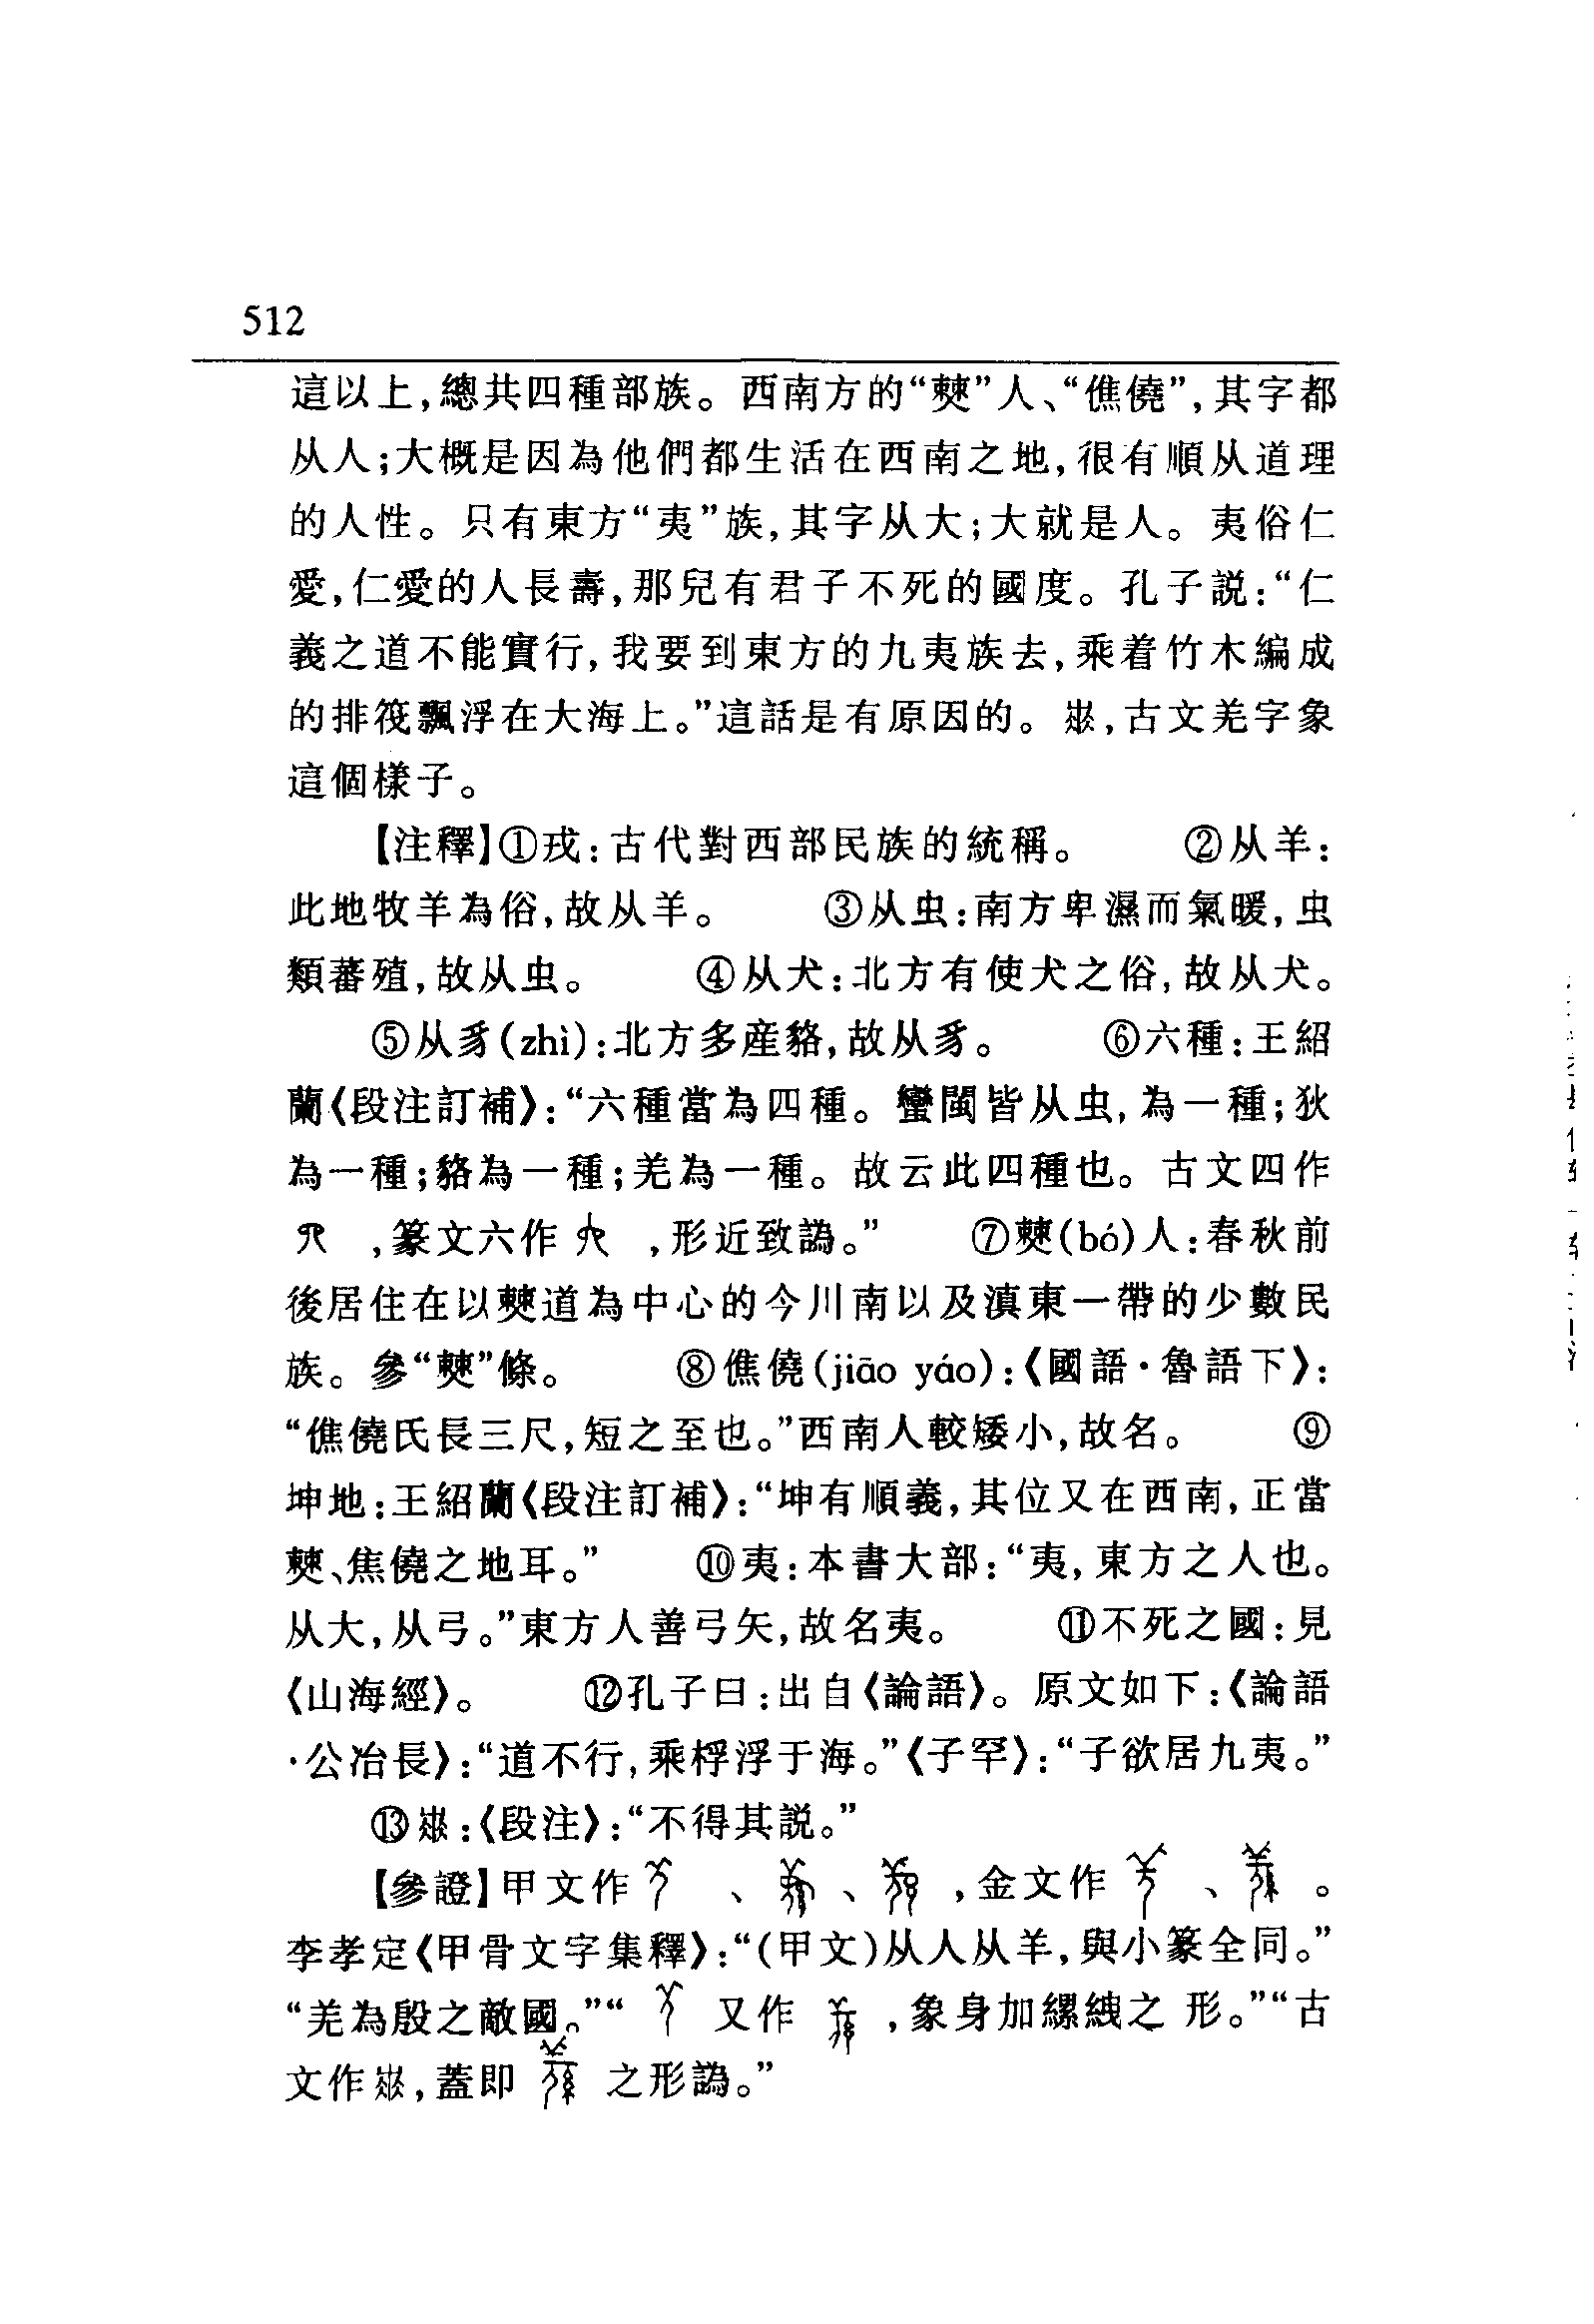 512
這以上,總共四種部族。西南方的“僰”人、“僬僥”,其字都
从人;大概是因為他們都生活在西南之地,很有順从道理
的人性。只有東方“夷”族,其字从大;大就是人。夷俗仁
愛,仁愛的人長壽,那兒有君子不死的國度。孔子説:“仁
義之道不能實行,我要到東方的九夷族去,乘着竹木編成
的排筏飄浮在大海上。”這話是有原因的。𡴒,古文羌字象
這個樣子。
【注釋】①戎:古代對西部民族的統稱。 ②从羊:
此地牧羊為俗,故从羊。 ③从虫:南方卑濕而氣暖,虫
類蕃殖,故从虫。 ④从犬:北方有使犬之俗,故从犬。
⑤从豸(zhì):北方多産貉,故从豸。 ⑥六種:王紹
蘭《段注訂補》:“六種當為四種。蠻閩皆从虫,為一種;狄
為一種;貉為一種;羌為一種。故云此四種也。古文四作
,篆文六作 ,形近致譌。” ⑦僰(bó)人:春秋前
後居住在以僰道為中心的今川南以及滇東一帶的少數民
族。參“僰”條。 ⑧僬僥(jiāo yáo):《國語·魯語下》:
“僬僥氏長三尺,短之至也。”西南人較矮小,故名。 ⑨
坤地:王紹蘭《段注訂補》:“坤有順義,其位又在西南,正當
僰、焦僥之地耳。” ⑩夷:本書大部:“夷,東方之人也。
从大,从弓。”東方人善弓矢,故名夷。 ⑪不死之國:見
《山海經》。 ⑫孔子曰:出自《論語》。原文如下:《論語
·公冶長》:“道不行,乘桴浮于海。”《子罕》:“子欲居九夷。”
⑬𡴒:《段注》:“不得其説。”
【參證】甲文作 、 、 ,金文作 、 。
李孝定《甲骨文字集釋》:“(甲文)从人从羊,與小篆全同。”
“羌為殷之敵國。”“ 又作 ,象身加縲絏之形。”“古
文作𡴒,蓋即 之形譌。”